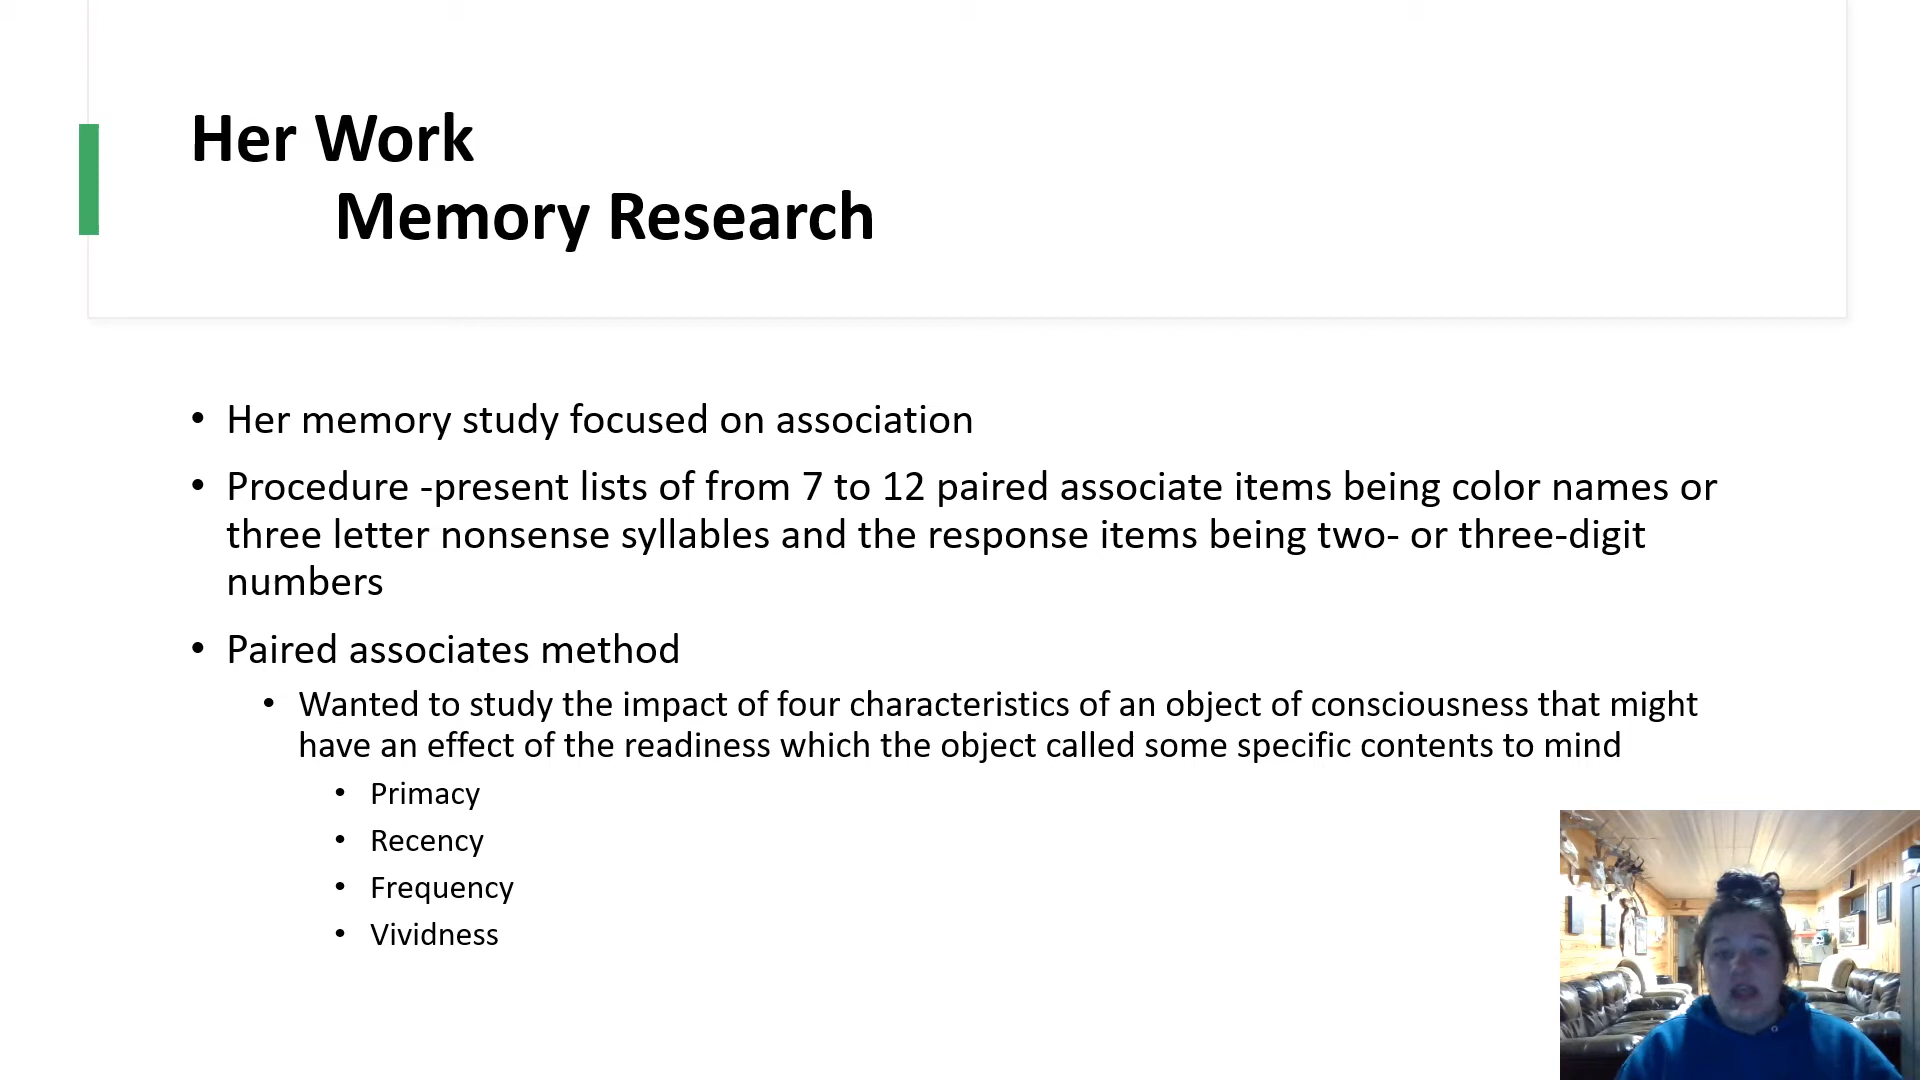 Her Work
Memory Research
• Her memory study focused on association
• Procedure -present lists of from 7 to 12 paired associate items being color names or
three letter nonsense syllables and the response items being two- or three-digit
numbers
• Paired associates method
• Wanted to study the impact of four characteristics of an object of consciousness that might
have an effect of the readiness which the object called some specific contents to mind
• Primacy
• Recency
• Frequency
• Vividness